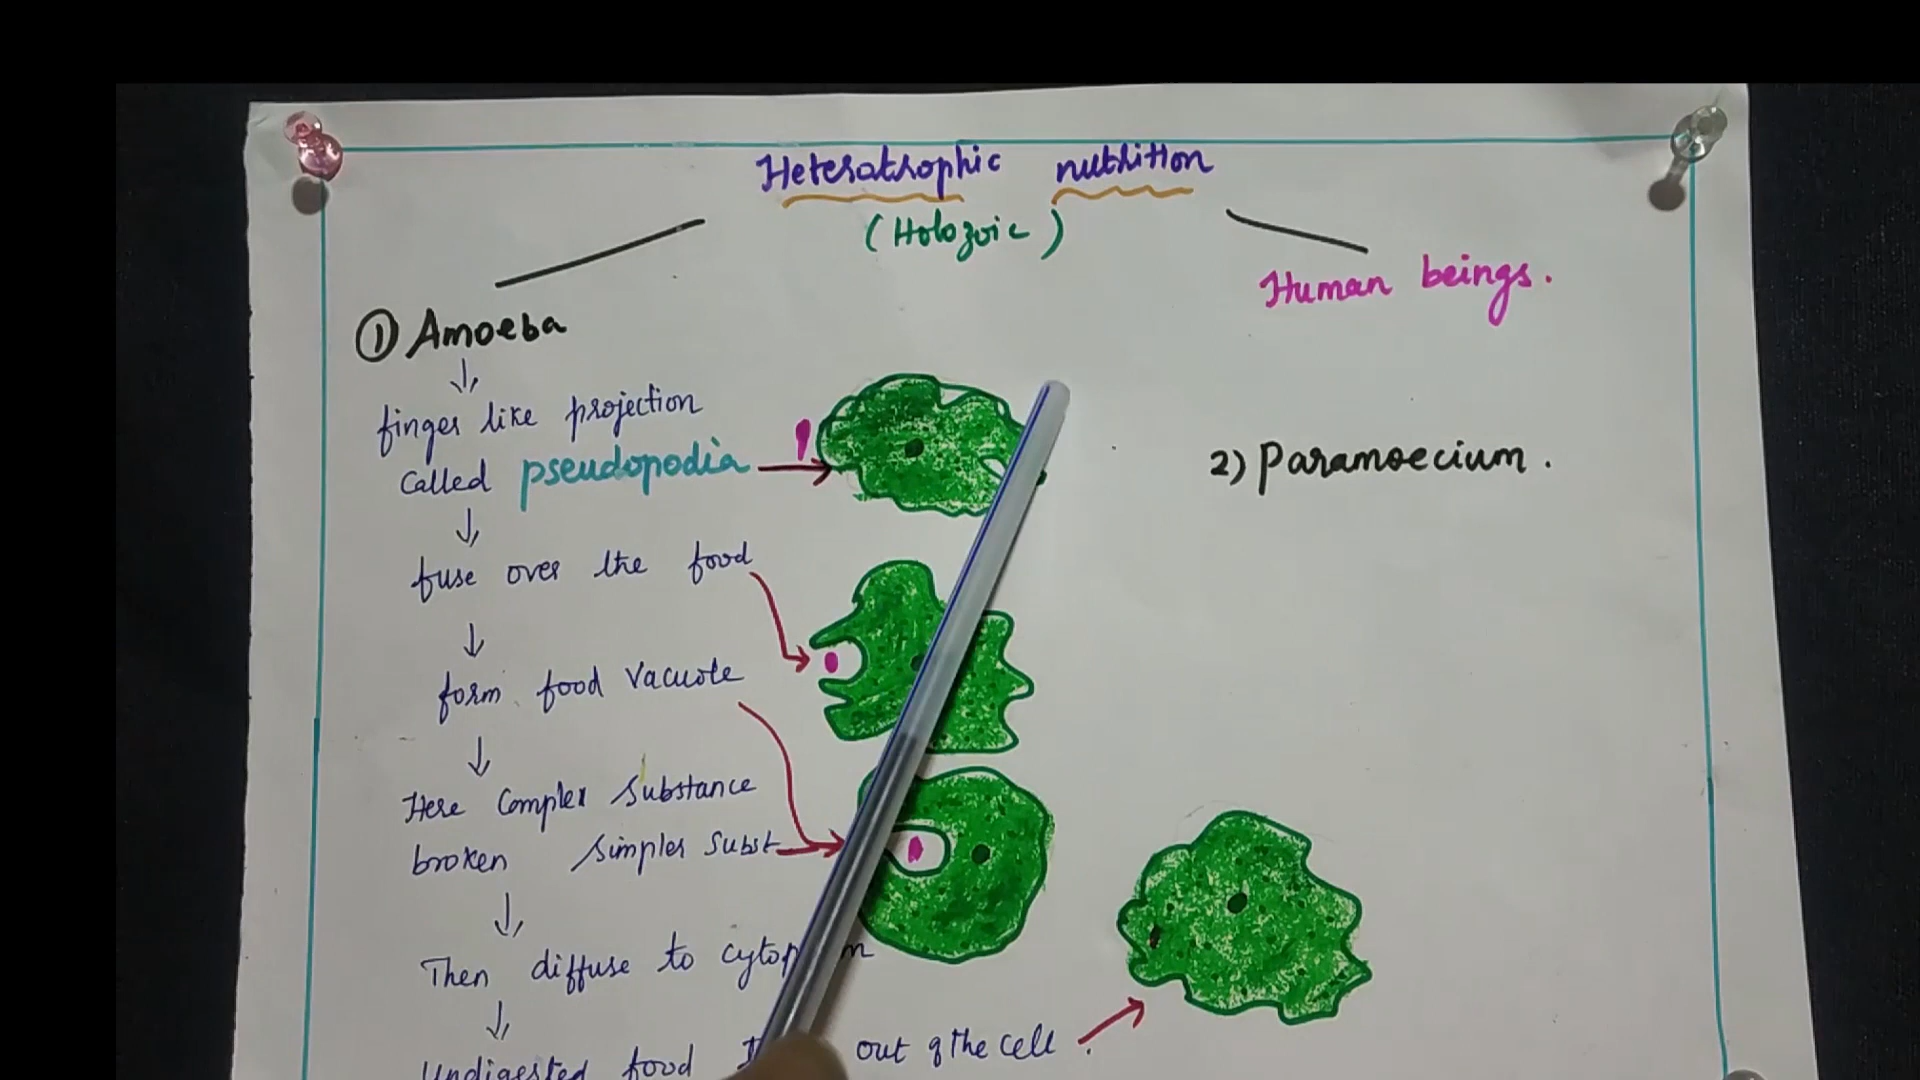 Heterotrophic nutrition
(Holozoic)
Human beings.
① Amoeba
finger like projection
Called pseudopodia
2) Paramoecium.
fuse over the food
form food Vacuole
Here Complex Substance
broken Simpler Subst
Then diffuse to
Undigested food out of the cell.